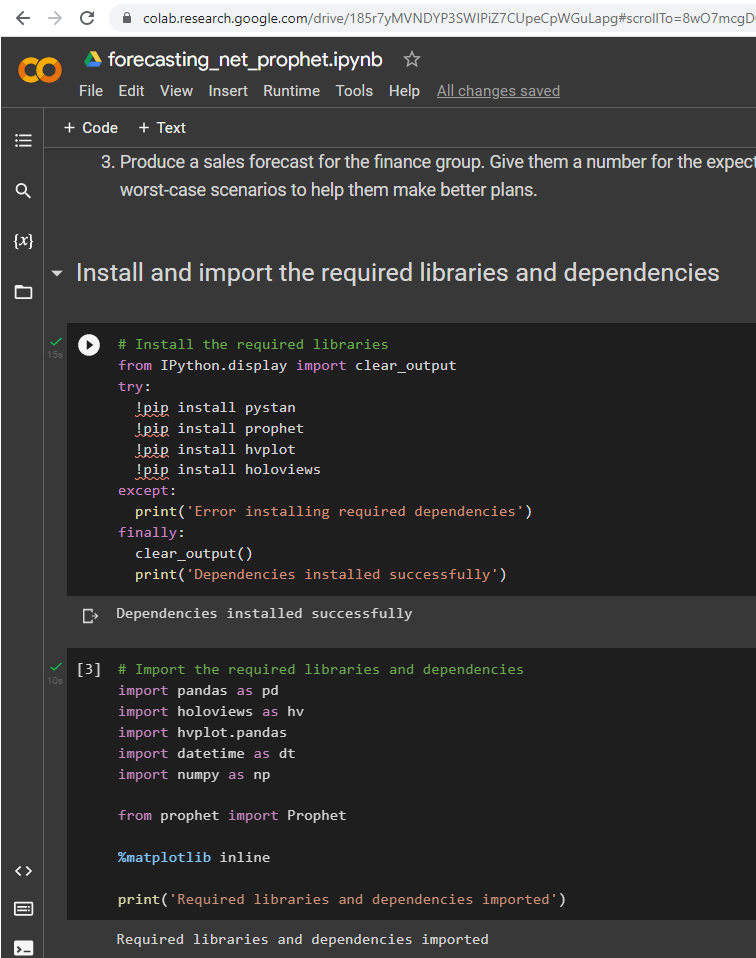 colab.research.google.com/drive/185r7yMVNDYP3SWIPiZ7CUpeCpWGuLapg#scrollTo=8wO7mcgD
forecasting_net_prophet.ipynb
File Edit View Insert Runtime Tools Help All changes saved
+ Code + Text
3. Produce a sales forecast for the finance group. Give them a number for the expect
worst-case scenarios to help them make better plans.
{x}
Install and import the required libraries and dependencies
15s
# Install the required libraries
from IPython.display import clear_output
try:
!pip install pystan
!pip install prophet
!pip install hvplot
!pip install holoviews
except:
print('Error installing required dependencies')
finally:
clear_output()
print('Dependencies installed successfully')
Dependencies installed successfully
10s
[3] # Import the required libraries and dependencies
import pandas as pd
import holoviews as hv
import hvplot.pandas
import datetime as dt
import numpy as np
from prophet import Prophet
%matplotlib inline
print('Required libraries and dependencies imported')
Required libraries and dependencies imported